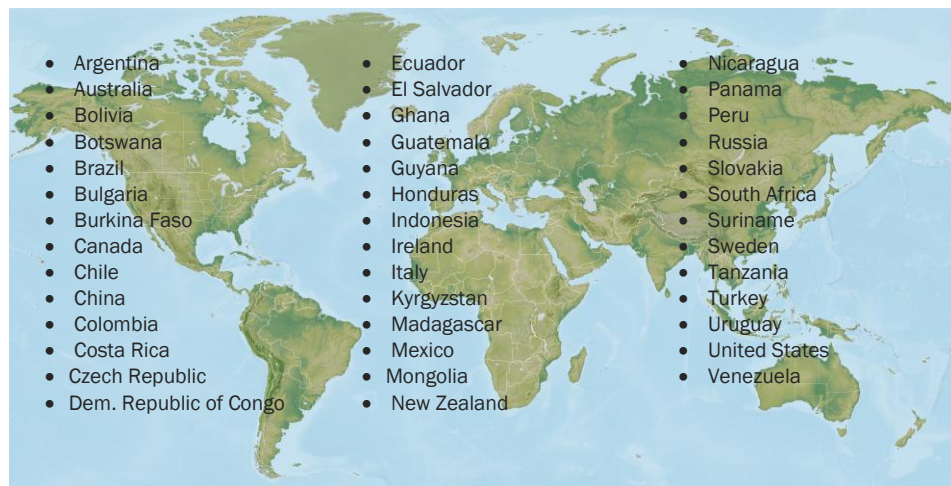 • Argentina
• Australia
• Bolivia
• Botswana
• Brazil
• Bulgaria
• Burkina Faso
• Canada
• Chile
• China
• Colombia
• Costa Rica
• Czech Republic
• Dem. Republic of Congo
• Ecuador
• El Salvador
• Ghana
• Guatemala
• Guyana
• Honduras
• Indonesia
• Ireland
• Italy
• Kyrgyzstan
• Madagascar
• Mexico
• Mongolia
• New Zealand
• Nicaragua
• Panama
• Peru
• Russia
• Slovakia
• South Africa
• Suriname
• Sweden
• Tanzania
• Turkey
• Uruguay
• United States
• Venezuela